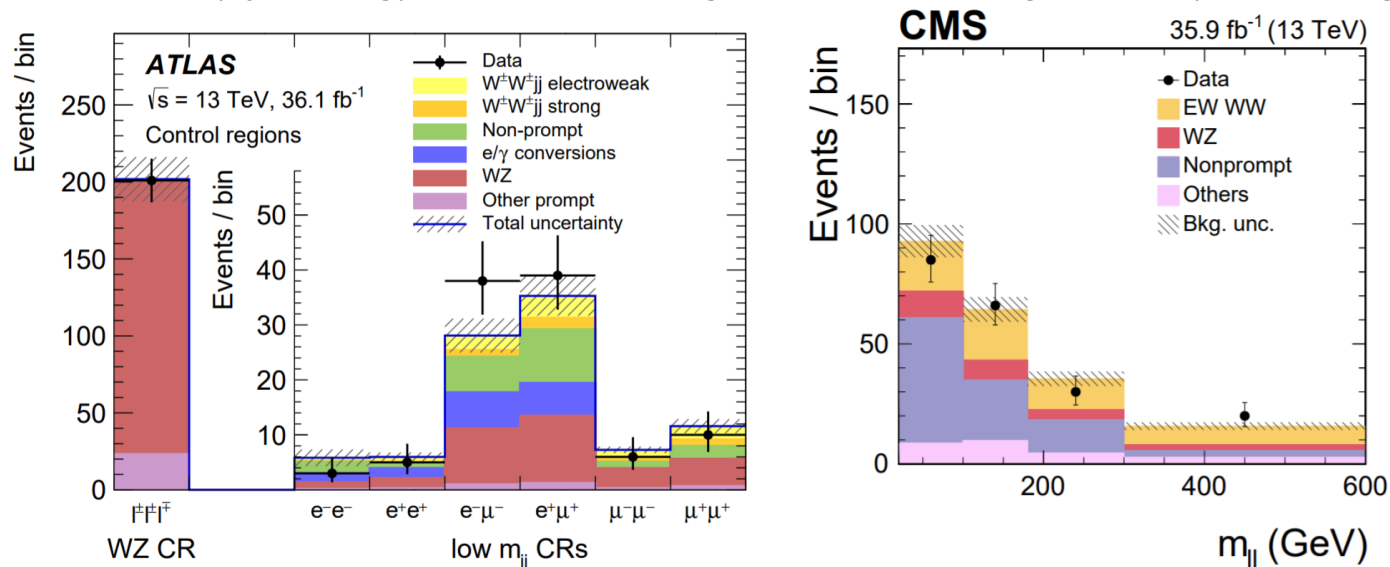 ATLAS
√s = 13 TeV, 36.1 fb⁻¹
Control regions
Data
W±W±jj electroweak
W±W±jj strong
Non-prompt
e/γ conversions
WZ
Other prompt
Total uncertainty
Events / bin
250
200
150
100
50
0
Events / bin
50
40
30
20
10
l±l±l∓
e⁻e⁻
e⁺e⁺
e⁻μ⁻
e⁺μ⁺
μ⁻μ⁻
μ⁺μ⁺
WZ CR
low mjj CRs
CMS
35.9 fb⁻¹ (13 TeV)
Data
EW WW
WZ
Nonprompt
Others
Bkg. unc.
Events / bin
150
100
50
0
200
400
600
mll (GeV)